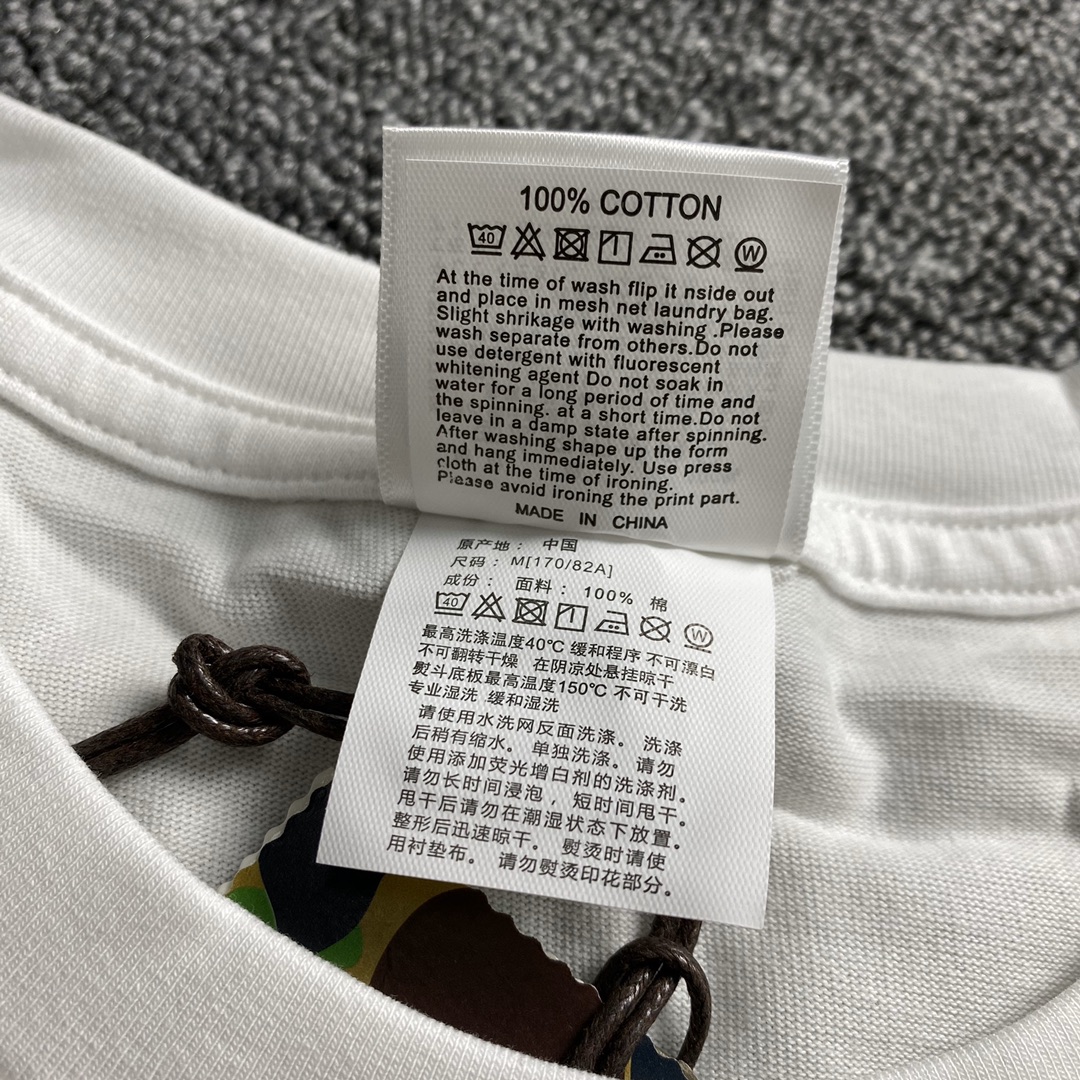 100% COTTON
40 W
At the time of wash flip it nside out
and place in mesh net laundry bag.
Slight shrikage with washing .Please
wash separate from others.Do not
use detergent with fluorescent
whitening agent Do not soak in
water for a long period of time and
the spinning. at a short time.Do not
leave in a damp state after spinning.
After washing shape up the form
and hang immediately. Use press
cloth at the time of ironing.
Please avoid ironing the print part.
MADE IN CHINA
原产地： 中国
尺码： M[170/82A]
成份： 面料： 100% 棉
40 W
最高洗涤温度40℃ 缓和程序 不可漂白
不可翻转干燥 在阴凉处悬挂晾干
熨斗底板最高温度150℃ 不可干洗
专业湿洗 缓和湿洗
请使用水洗网反面洗涤。 洗涤
后稍有缩水。 单独洗涤。 请勿
使用添加荧光增白剂的洗涤剂。
请勿长时间浸泡， 短时间甩干。
甩干后请勿在潮湿状态下放置。
整形后迅速晾干。 熨烫时请使
用衬垫布。 请勿熨烫印花部分。